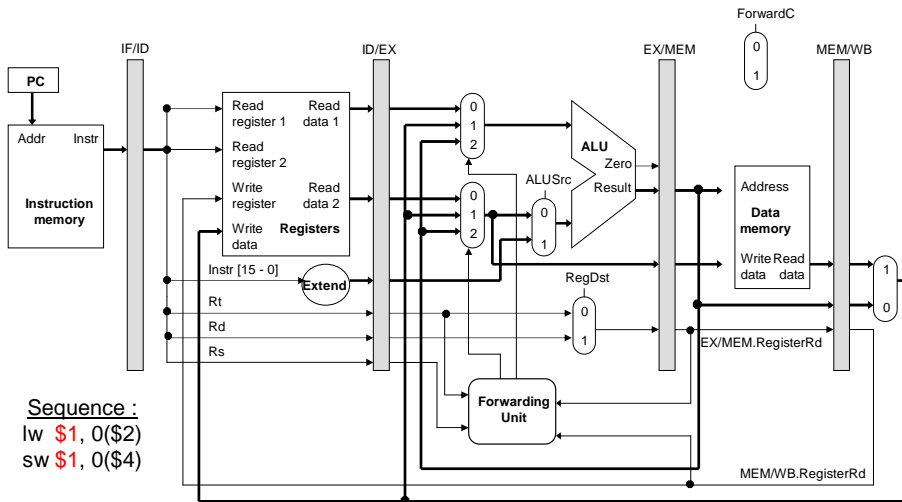 ForwardC
0
1
IF/ID
ID/EX
EX/MEM
MEM/WB
PC
Addr Instr
Instruction
memory
Read
register 1
Read
data 1
Read
register 2
Write
register
Read
data 2
Write
data
Registers
Instr [15 - 0]
Extend
Rt
Rd
Rs
0
1
2
0
1
2
ALUSrc
0
1
ALU
Zero
Result
RegDst
0
1
Address
Data
memory
Write
data
Read
data
1
0
EX/MEM.RegisterRd
Forwarding
Unit
MEM/WB.RegisterRd
Sequence :
lw $1, 0($2)
sw $1, 0($4)